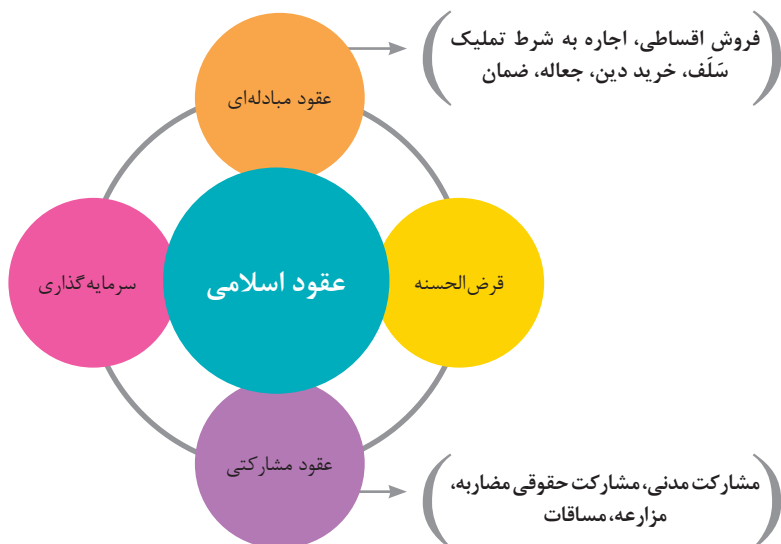 فروش اقساطی، اجاره به شرط تملیک
سَلَف، خرید دین، جعاله، ضمان
عقود مبادله‌ای
قرض‌الحسنه
عقود اسلامی
سرمایه‌گذاری
عقود مشارکتی
مشارکت مدنی، مشارکت حقوقی مضاربه،
مزارعه، مساقات